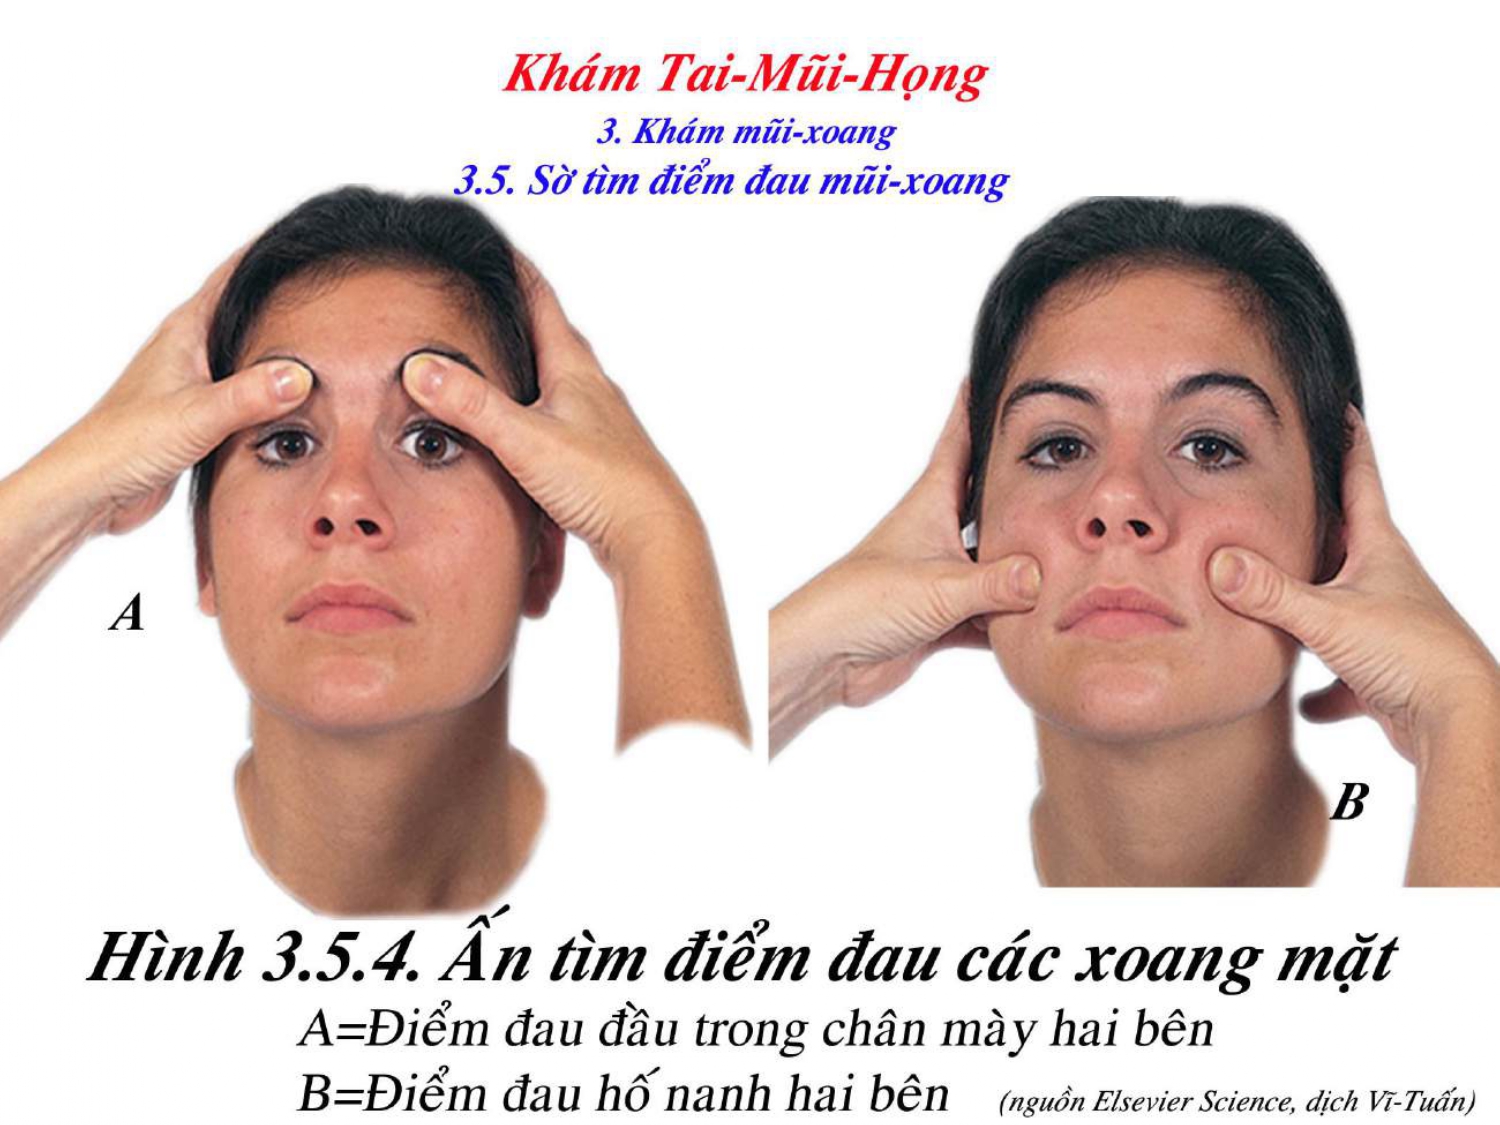 Khám Tai-Mũi-Họng
3. Khám mũi-xoang
3.5. Sờ tìm điểm đau mũi-xoang
A
B
Hình 3.5.4. Ấn tìm điểm đau các xoang mặt
A=Điểm đau đầu trong chân mày hai bên
B=Điểm đau hố nanh hai bên (nguồn Elsevier Science, dịch Vĩ-Tuấn)